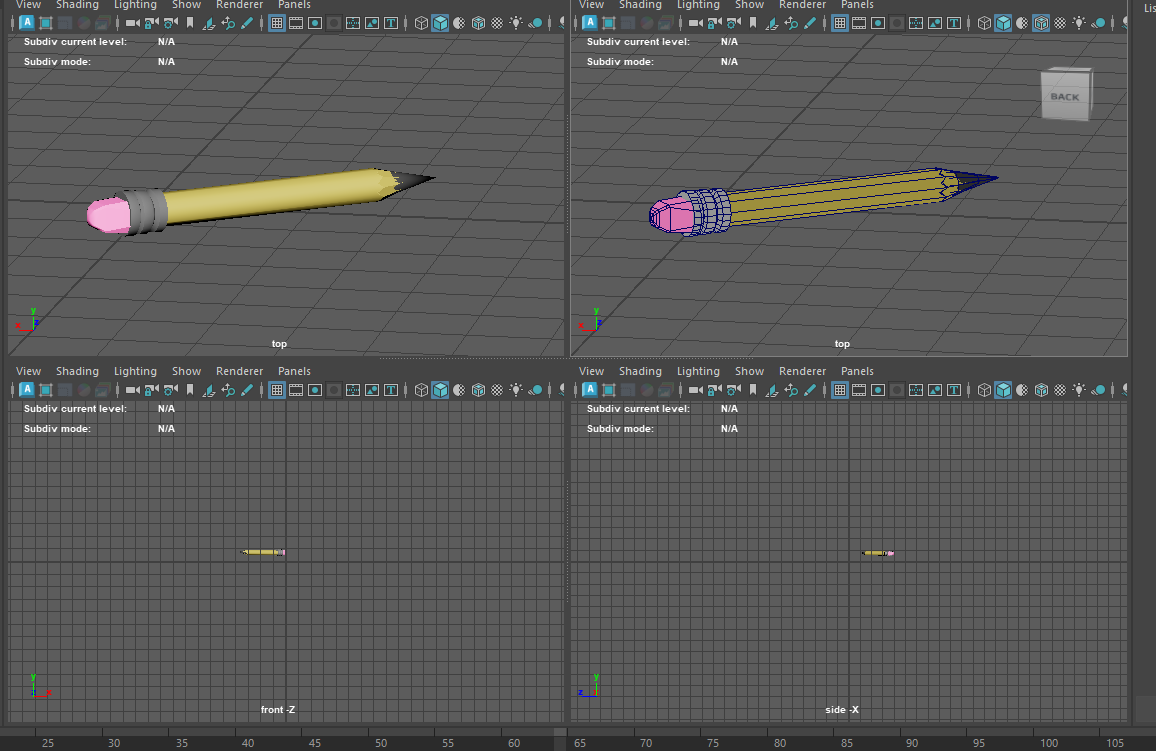 View Shading Lighting Show Renderer Panels
View Shading Lighting Show Renderer Panels
Lis
Subdiv current level: N/A
Subdiv mode: N/A
Subdiv current level: N/A
Subdiv mode: N/A
BACK
y
x z
top
y
x z
top
View Shading Lighting Show Renderer Panels
View Shading Lighting Show Renderer Panels
Subdiv current level: N/A
Subdiv mode: N/A
Subdiv current level: N/A
Subdiv mode: N/A
y
z x
front -Z
y
z
side -X
25 30 35 40 45 50 55 60 65 70 75 80 85 90 95 100 105